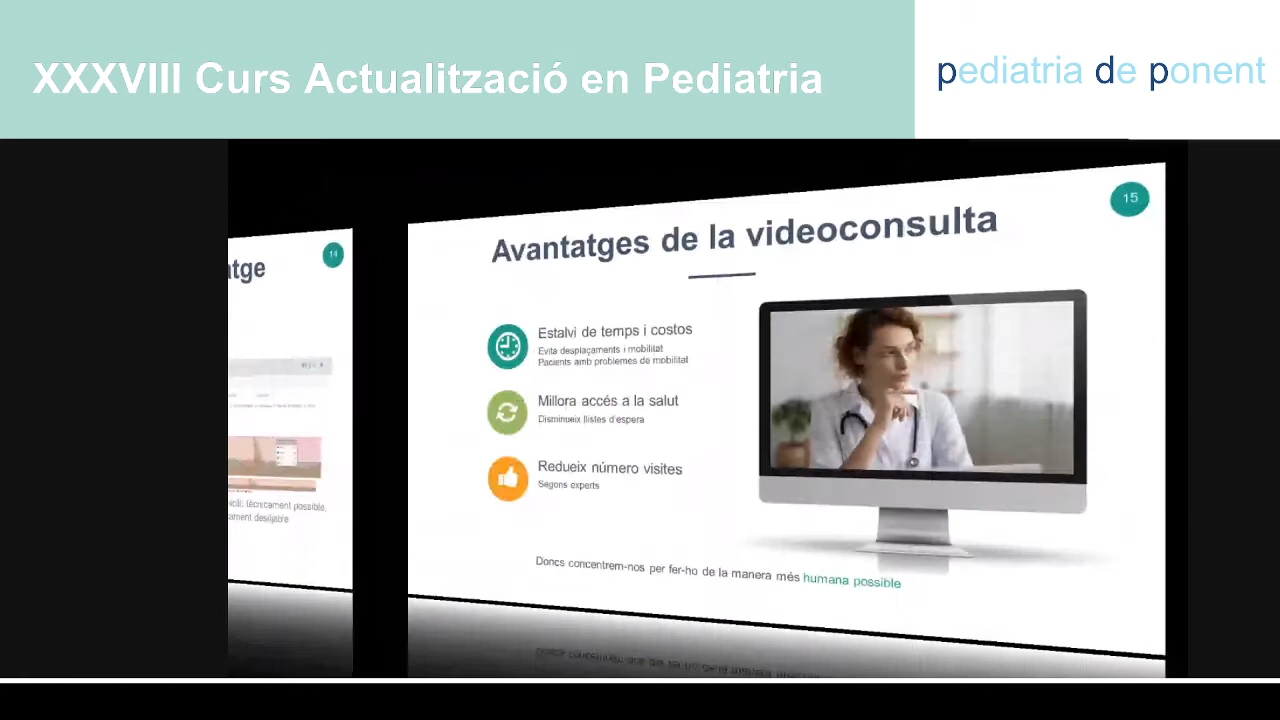 XXXVIII Curs Actualització en Pediatria
pediatria de ponent
atge
14
tècnicament possible,
desitjable
15
Avantatges de la videoconsulta
Estalvi de temps i costos
Evita desplaçaments i mobilitat
Pacients amb problemes de mobilitat
Millora accés a la salut
Disminueix llistes d'espera
Redueix número visites
Segons experts
Doncs concentrem-nos per fer-ho de la manera més humana possible